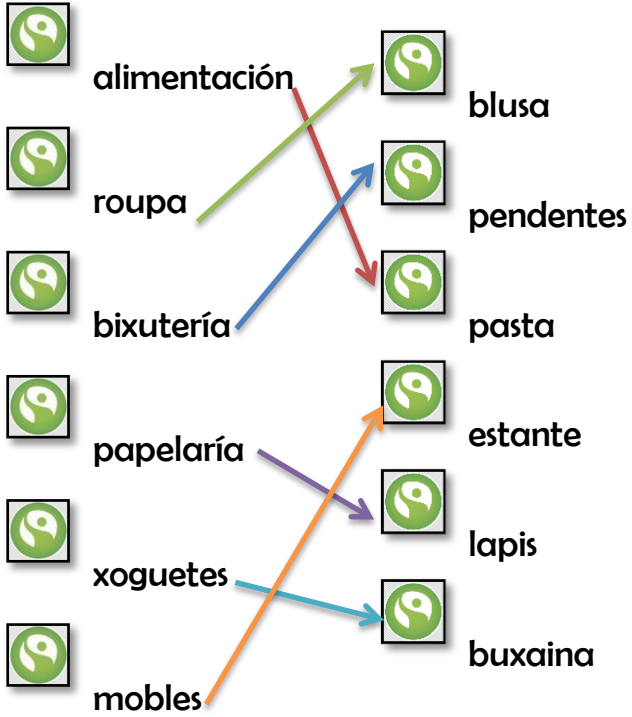 alimentación
roupa
bixutería
papelaría
xoguetes
mobles
blusa
pendentes
pasta
estante
lapis
buxaina